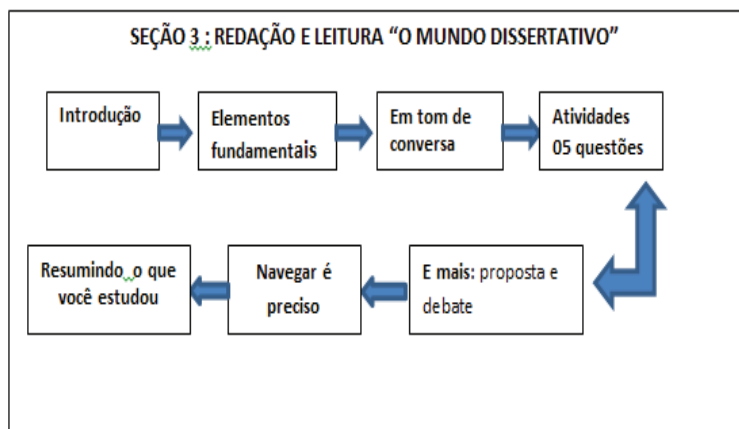 SEÇÃO 3 : REDAÇÃO E LEITURA “O MUNDO DISSERTATIVO”
Introdução
Elementos
fundamentais
Em tom de
conversa
Atividades
05 questões
E mais: proposta e
debate
Navegar é
preciso
Resumindo o que
você estudou